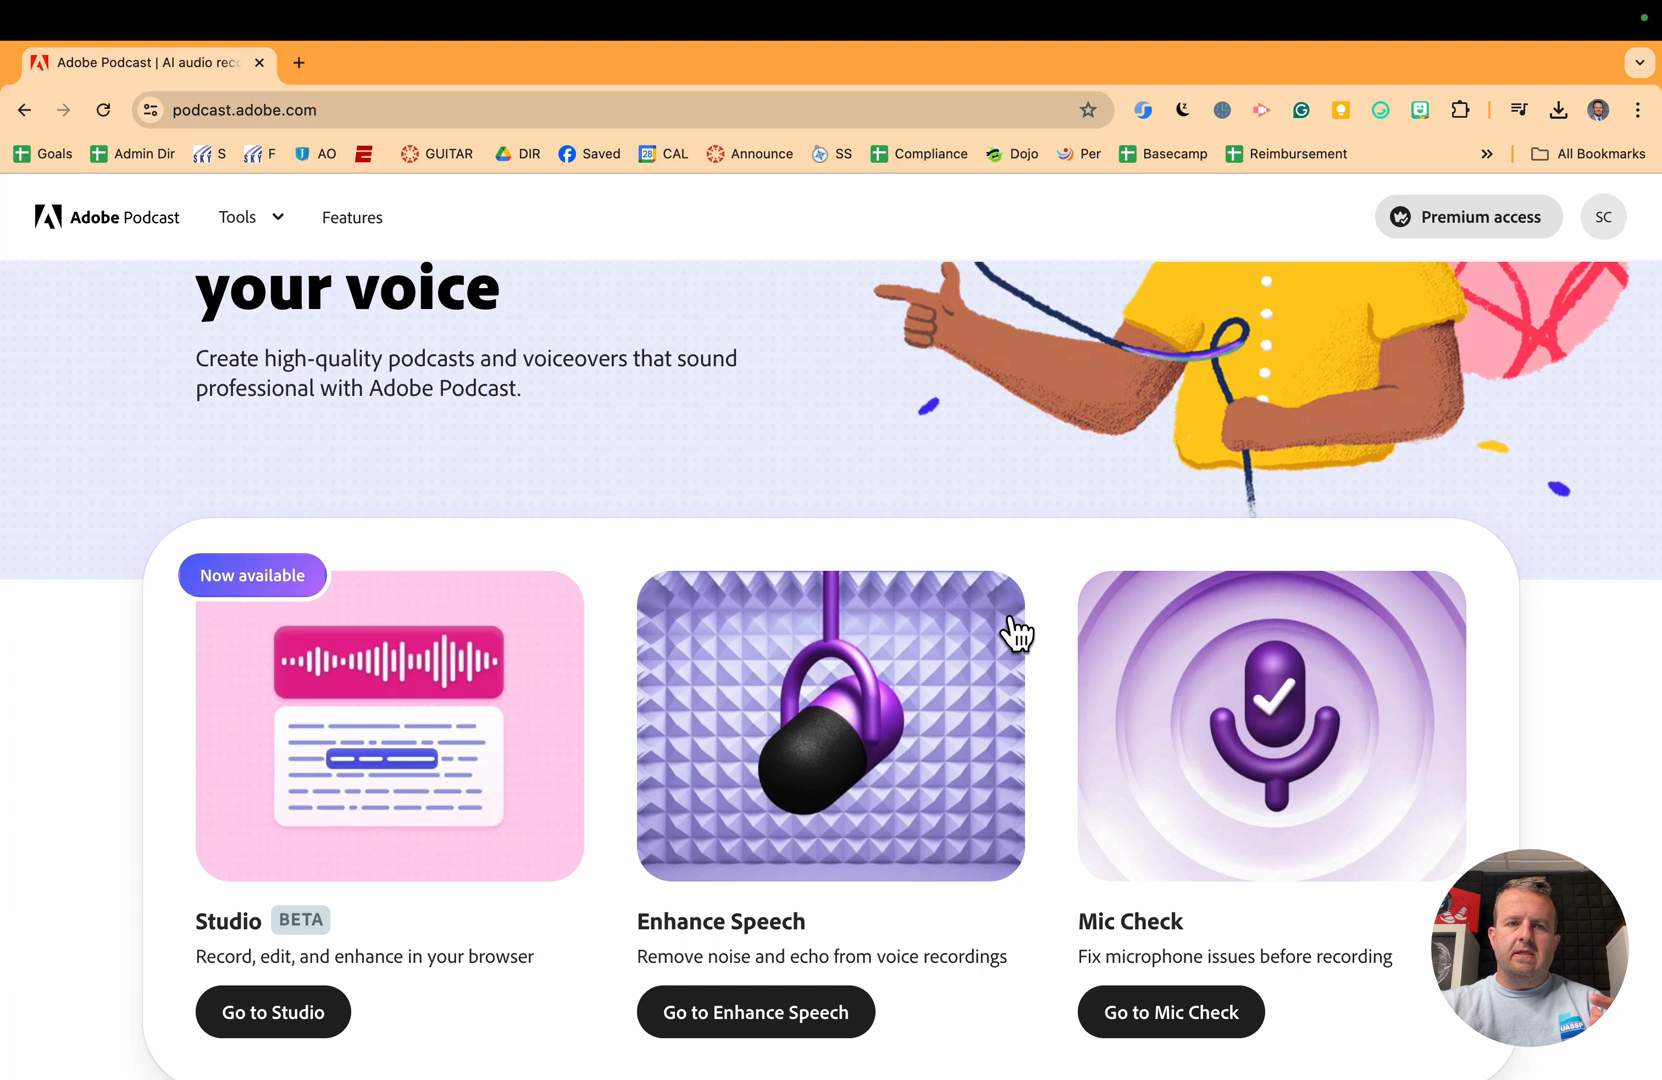 Adobe Podcast | AI audio reco
podcast.adobe.com
Goals
Admin Dir
S
F
AO
GUITAR
DIR
Saved
28
CAL
Announce
SS
Compliance
Dojo
Per
Basecamp
Reimbursement
All Bookmarks
Adobe Podcast
Tools
Features
Premium access
SC
your voice
Create high-quality podcasts and voiceovers that sound
professional with Adobe Podcast.
Now available
Studio BETA
Record, edit, and enhance in your browser
Go to Studio
Enhance Speech
Remove noise and echo from voice recordings
Go to Enhance Speech
Mic Check
Fix microphone issues before recording
Go to Mic Check